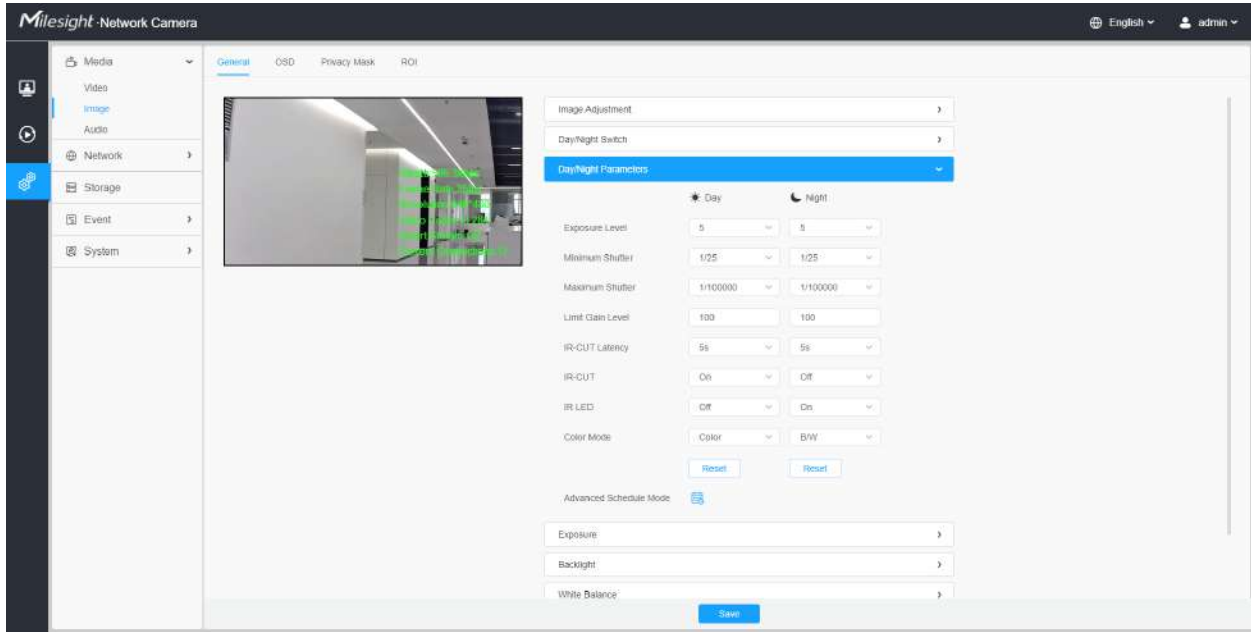 Milesight Network Camera
English
admin
Media
Video
Image
Audio
Network
Storage
Event
System
General OSD Privacy Mask ROI
Image Adjustment
Day/Night Switch
Day/Night Parameters
Day Night
Exposure Level 5 5
Minimum Shutter 1/25 1/25
Maximum Shutter 1/100000 1/100000
Limit Gain Level 100 100
IR-CUT Latency 5s 5s
IR-CUT On Off
IR LED Off On
Color Mode Color B/W
Reset Reset
Advanced Schedule Mode
Exposure
Backlight
White Balance
Save